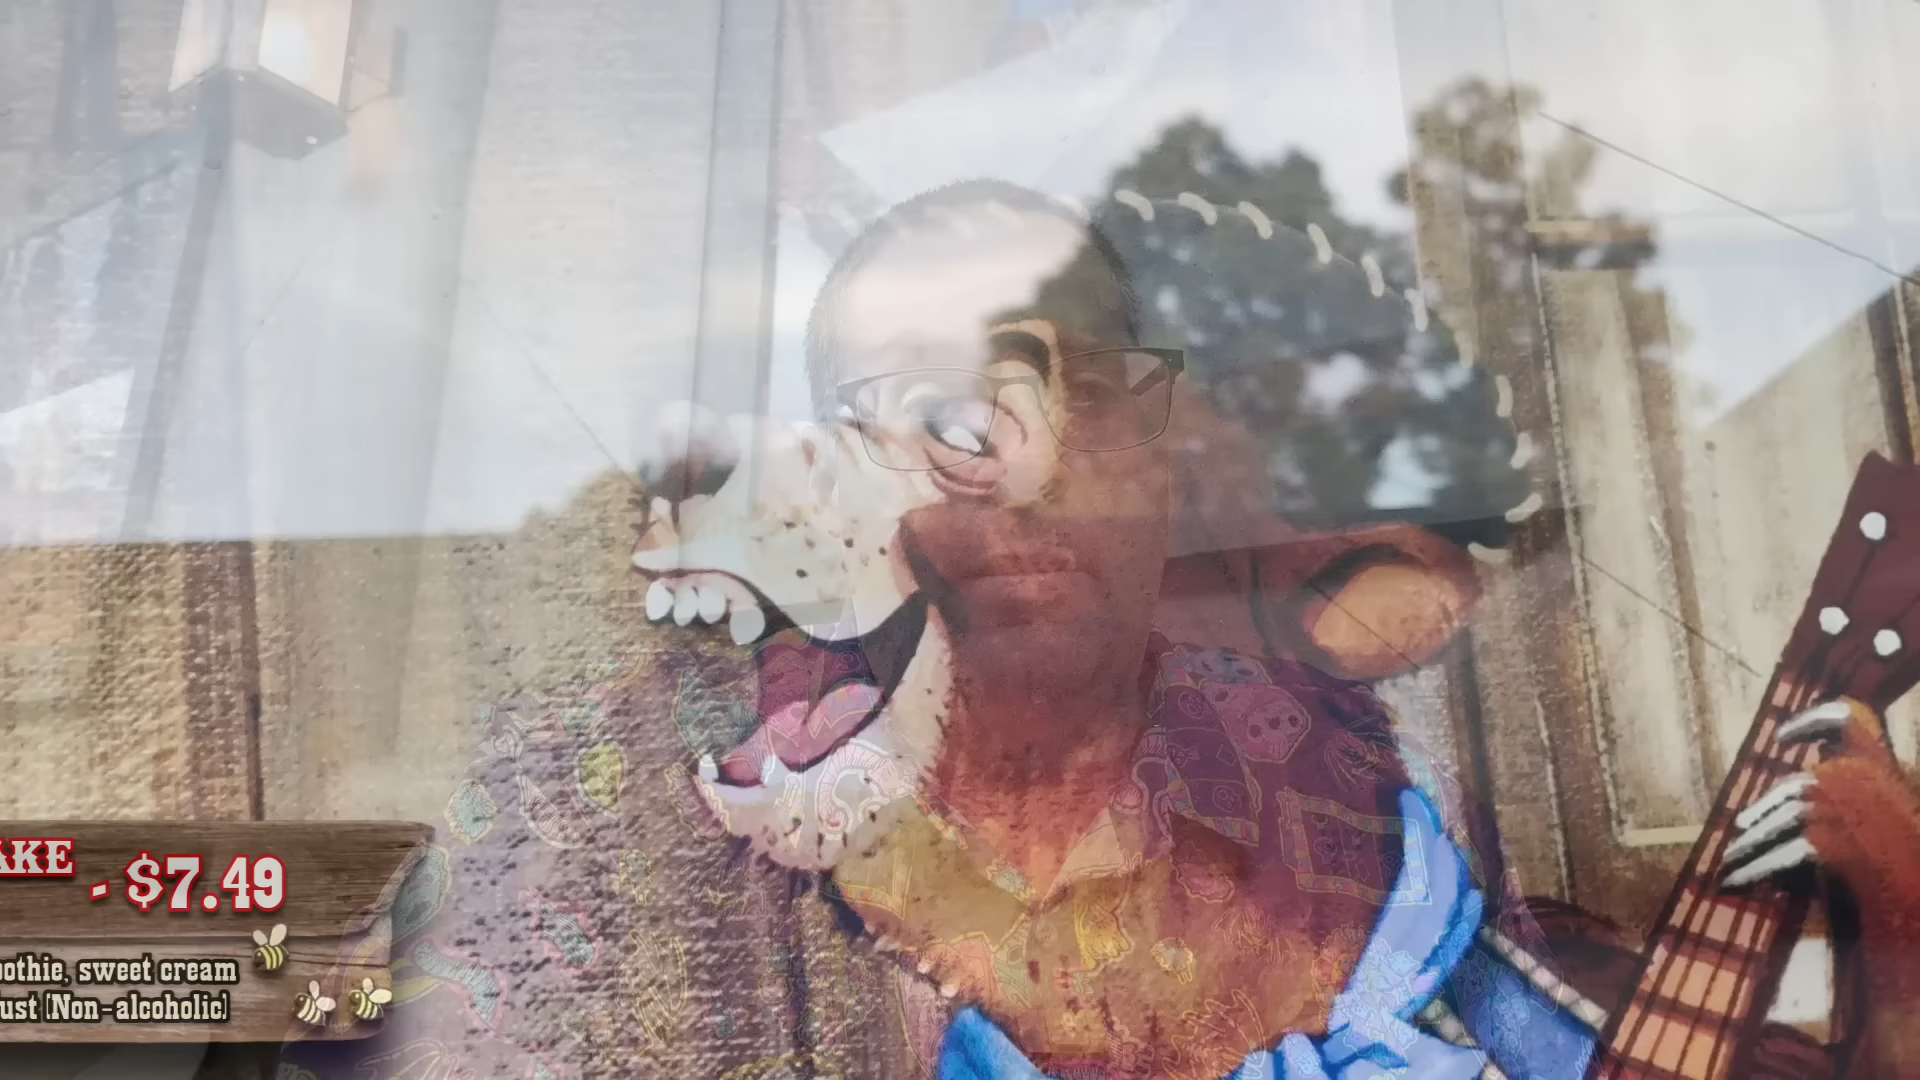 AKE
- $7.49
oothie, sweet cream
ust [Non-alcoholic]